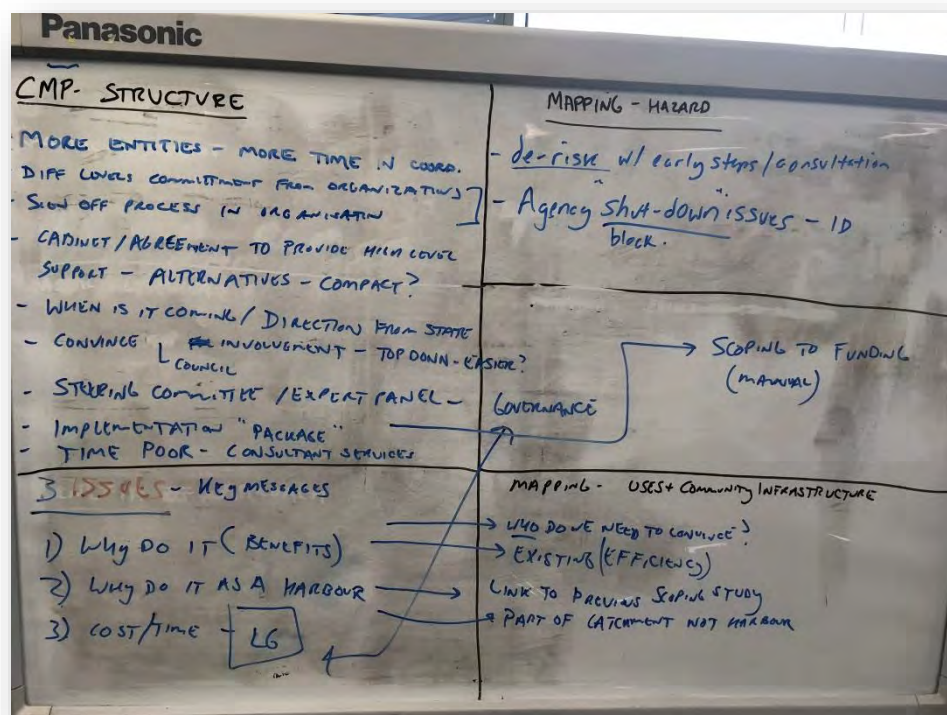 Panasonic
CMP- STRUCTURE
- MORE ENTITIES - MORE TIME IN COORD.
DIFF LEVELS COMMITTMENT FROM ORGANIZATIONS
- SIGN OFF PROCESS IN ORGANISATIN
- CABINET/AGREEMENT TO PROVIDE HIGH LEVEL
SUPPORT - ALTERNATIVES - COMPACT?
- WHEN IS IT COMING / DIRECTION FROM STATE
- CONVINCE INVOLVEMENT - TOP DOWN - EASIER?
COUNCIL
- STEERING COMMITTEE / EXPERT PANEL -
- IMPLEMENTATION "PACKAGE"
- TIME POOR - CONSULTANT SERVICES
MAPPING - HAZARD
- de-risk w/ early steps/consultation
- Agency "shut-down" issues - ID
block.
GOVERNANCE
SCOPING TO FUNDING
(MANUAL)
3 ISSUES - KEY MESSAGES
1) WHY DO IT (BENEFITS)
2) WHY DO IT AS A HARBOUR
3) COST/TIME - LG
MAPPING - USES + COMMUNITY INFRASTRUCTURE
WHO DO WE NEED TO CONVINCE?
EXISTING (EFFICIENCY)
LINK TO PREVIOUS SCOPING STUDY
PART OF CATCHMENT NOT HARBOUR